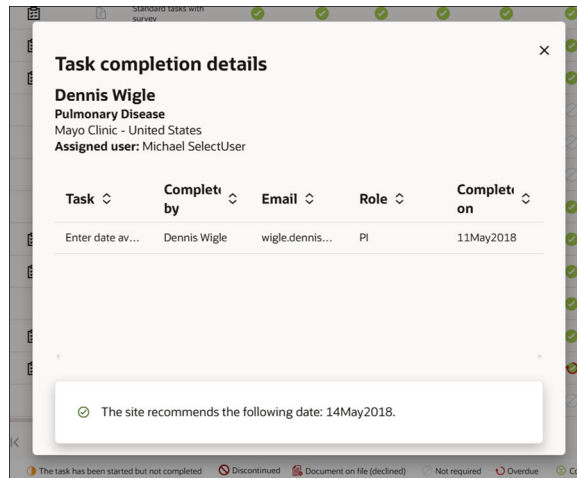 Standard tasks with
survey
Task completion details
Dennis Wigle
Pulmonary Disease
Mayo Clinic - United States
Assigned user: Michael SelectUser
Task Complete by Email Role Complete on
Enter date av... Dennis Wigle wigle.dennis... PI 11May2018
The site recommends the following date: 14May2018.
The task has been started but not completed Discontinued Document on file (declined) Not required Overdue